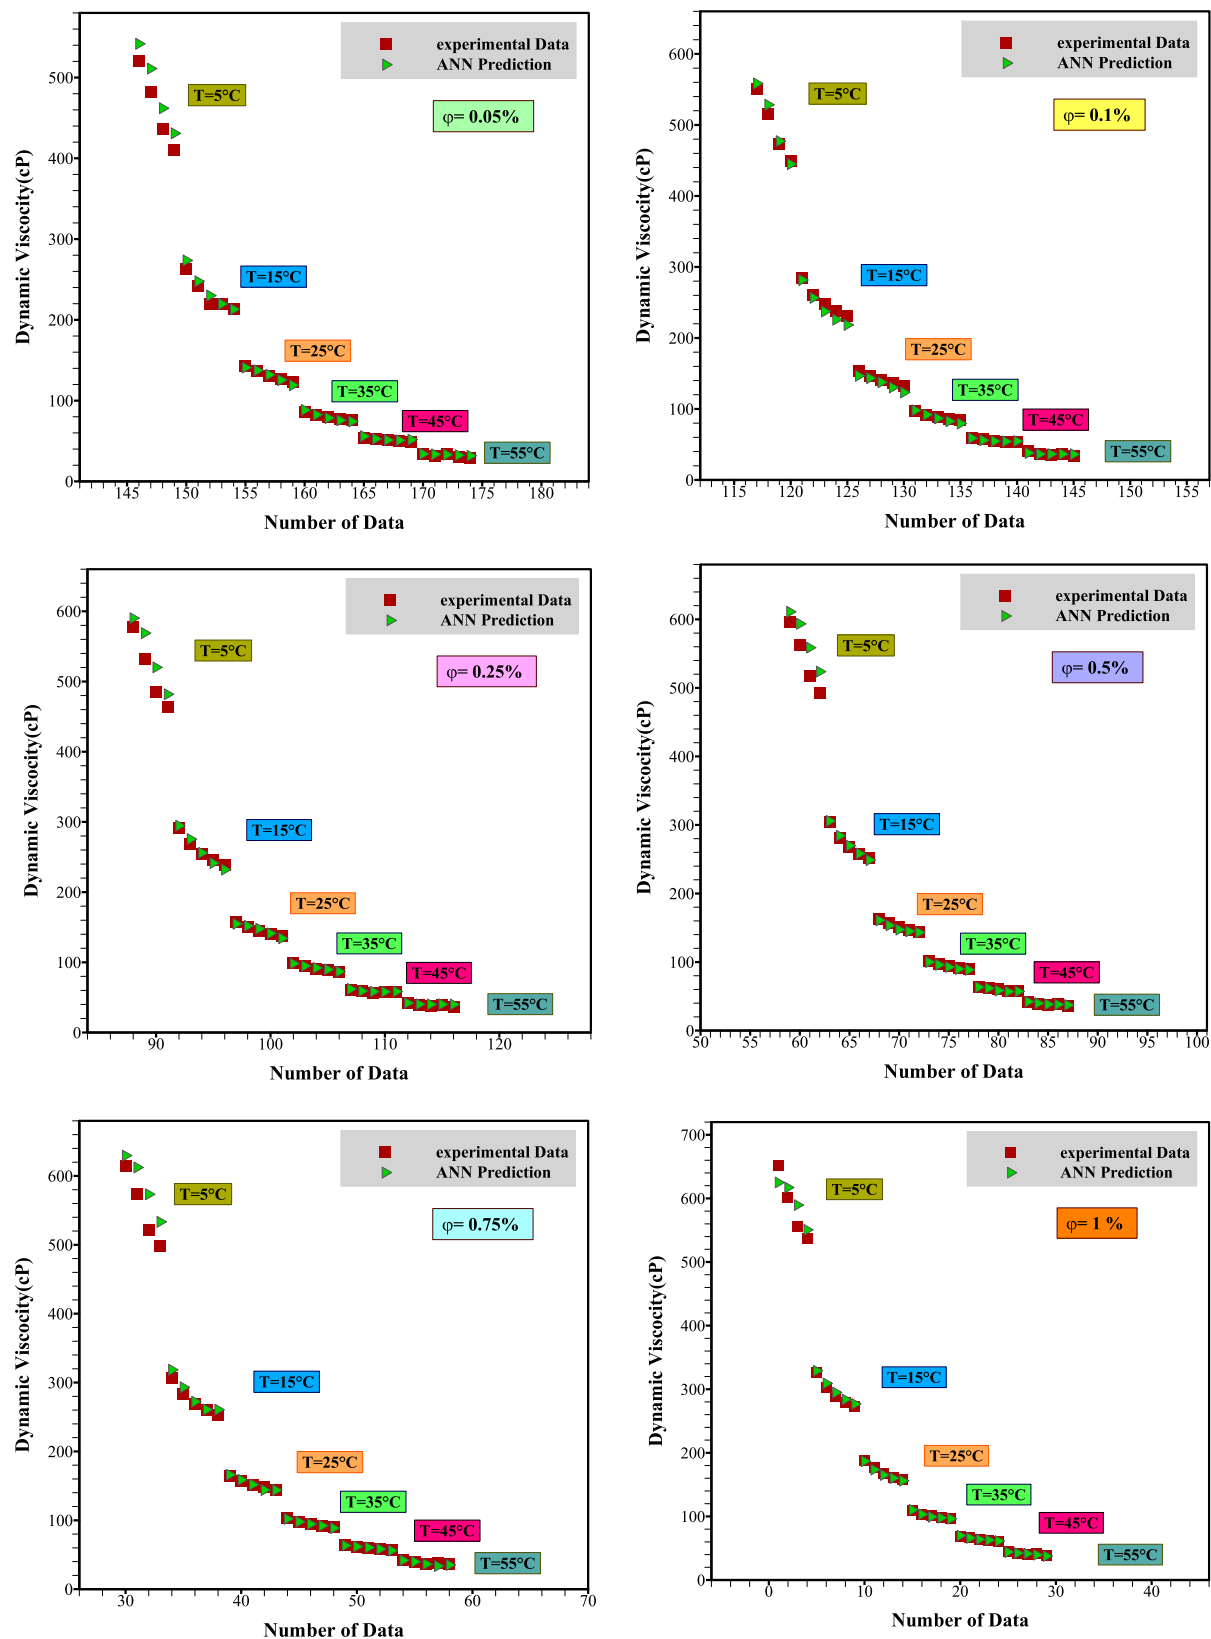 experimental Data
ANN Prediction
T=5°C
φ= 0.05%
T=15°C
T=25°C
T=35°C
T=45°C
T=55°C
Dynamic Viscocity(cP)
500
400
300
200
100
0
145 150 155 160 165 170 175 180
Number of Data
experimental Data
ANN Prediction
T=5°C
φ= 0.1%
T=15°C
T=25°C
T=35°C
T=45°C
T=55°C
Dynamic Viscocity(cP)
600
500
400
300
200
100
0
115 120 125 130 135 140 145 150 155
Number of Data
experimental Data
ANN Prediction
T=5°C
φ= 0.25%
T=15°C
T=25°C
T=35°C
T=45°C
T=55°C
Dynamic Viscocity(cP)
600
500
400
300
200
100
0
90 100 110 120
Number of Data
experimental Data
ANN Prediction
T=5°C
φ= 0.5%
T=15°C
T=25°C
T=35°C
T=45°C
T=55°C
Dynamic Viscocity(cP)
600
500
400
300
200
100
0
50 55 60 65 70 75 80 85 90 95 100
Number of Data
experimental Data
ANN Prediction
T=5°C
φ= 0.75%
T=15°C
T=25°C
T=35°C
T=45°C
T=55°C
Dynamic Viscocity(cP)
600
500
400
300
200
100
0
30 40 50 60 70
Number of Data
experimental Data
ANN Prediction
T=5°C
φ= 1 %
T=15°C
T=25°C
T=35°C
T=45°C
T=55°C
Dynamic Viscocity(cP)
700
600
500
400
300
200
100
0
0 10 20 30 40
Number of Data